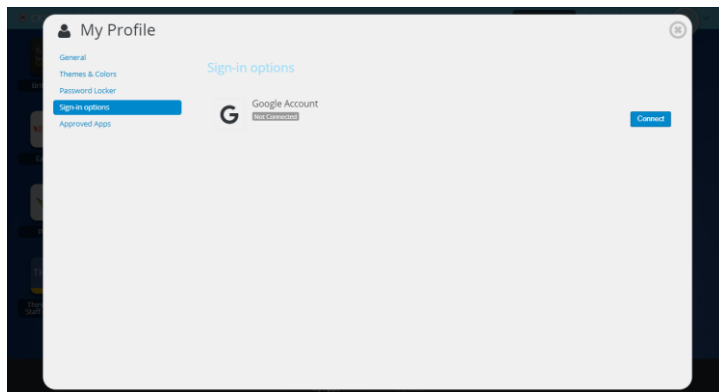 My Profile
General
Themes & Colors
Password Locker
Sign-in options
Approved Apps
Sign-in options
G
Google Account
Not Connected
Connect